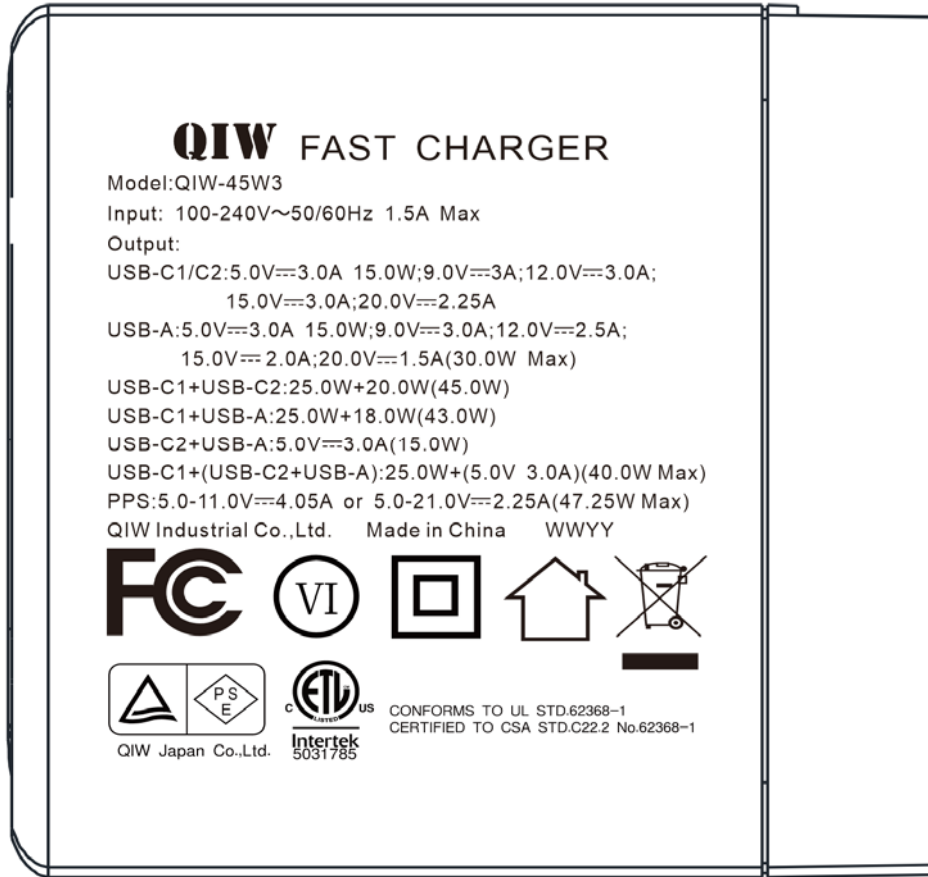 QIW FAST CHARGER
Model:QIW-45W3
Input: 100-240V～50/60Hz 1.5A Max
Output:
USB-C1/C2:5.0V⎓3.0A 15.0W;9.0V⎓3A;12.0V⎓3.0A;
15.0V⎓3.0A;20.0V⎓2.25A
USB-A:5.0V⎓3.0A 15.0W;9.0V⎓3.0A;12.0V⎓2.5A;
15.0V⎓2.0A;20.0V⎓1.5A(30.0W Max)
USB-C1+USB-C2:25.0W+20.0W(45.0W)
USB-C1+USB-A:25.0W+18.0W(43.0W)
USB-C2+USB-A:5.0V⎓3.0A(15.0W)
USB-C1+(USB-C2+USB-A):25.0W+(5.0V 3.0A)(40.0W Max)
PPS:5.0-11.0V⎓4.05A or 5.0-21.0V⎓2.25A(47.25W Max)
QIW Industrial Co.,Ltd. Made in China WWYY
FC VI
PS
E
QIW Japan Co.,Ltd.
ETL
C LISTED US
Intertek
5031785
CONFORMS TO UL STD.62368-1
CERTIFIED TO CSA STD.C22.2 No.62368-1